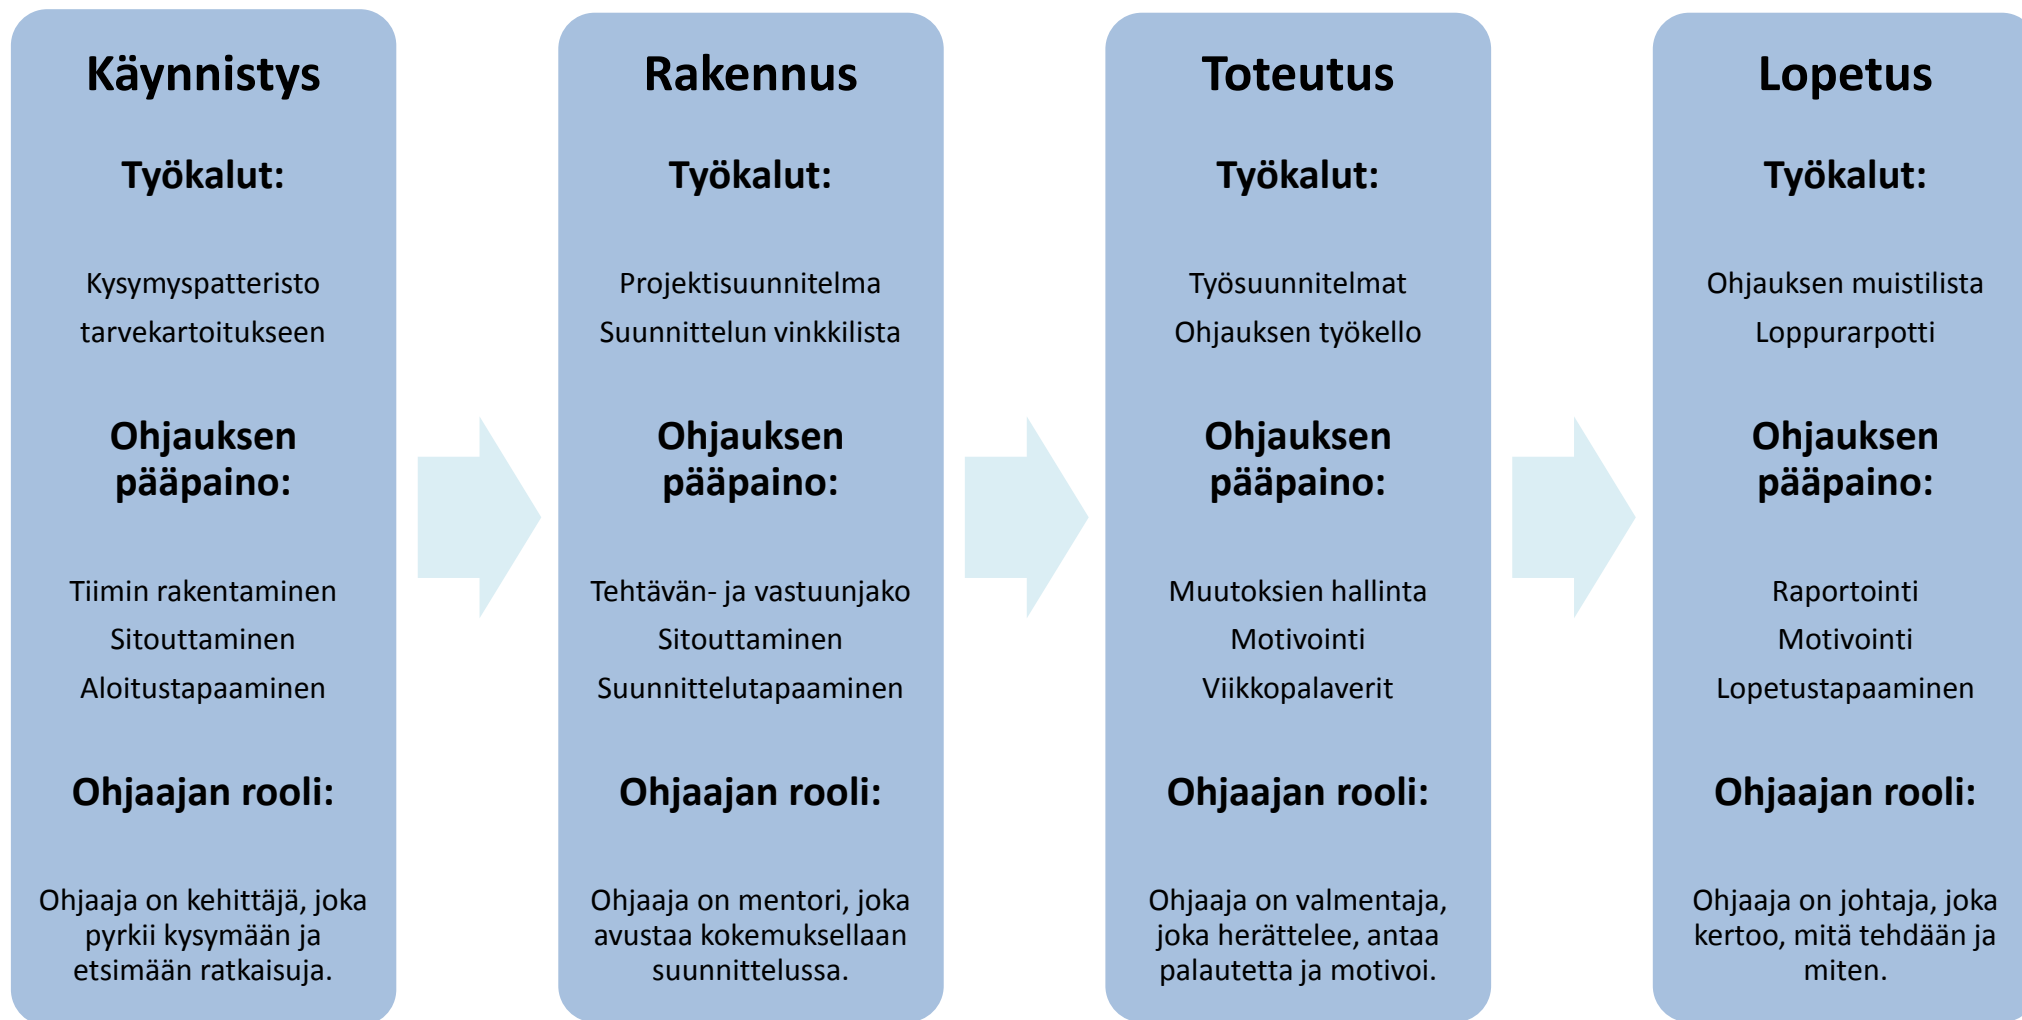 Käynnistys
Työkalut:
Kysymyspatteristo
tarvekartoitukseen
Ohjauksen
pääpaino:
Tiimin rakentaminen
Sitouttaminen
Aloitustapaaminen
Ohjaajan rooli:
Ohjaaja on kehittäjä, joka
pyrkii kysymään ja
etsimään ratkaisuja.
Rakennus
Työkalut:
Projektisuunnitelma
Suunnittelun vinkkilista
Ohjauksen
pääpaino:
Tehtävän- ja vastuunjako
Sitouttaminen
Suunnittelutapaaminen
Ohjaajan rooli:
Ohjaaja on mentori, joka
avustaa kokemuksellaan
suunnittelussa.
Toteutus
Työkalut:
Työsuunnitelmat
Ohjauksen työkello
Ohjauksen
pääpaino:
Muutoksien hallinta
Motivointi
Viikkopalaverit
Ohjaajan rooli:
Ohjaaja on valmentaja,
joka herättelee, antaa
palautetta ja motivoi.
Lopetus
Työkalut:
Ohjauksen muistilista
Loppurarpotti
Ohjauksen
pääpaino:
Raportointi
Motivointi
Lopetustapaaminen
Ohjaajan rooli:
Ohjaaja on johtaja, joka
kertoo, mitä tehdään ja
miten.